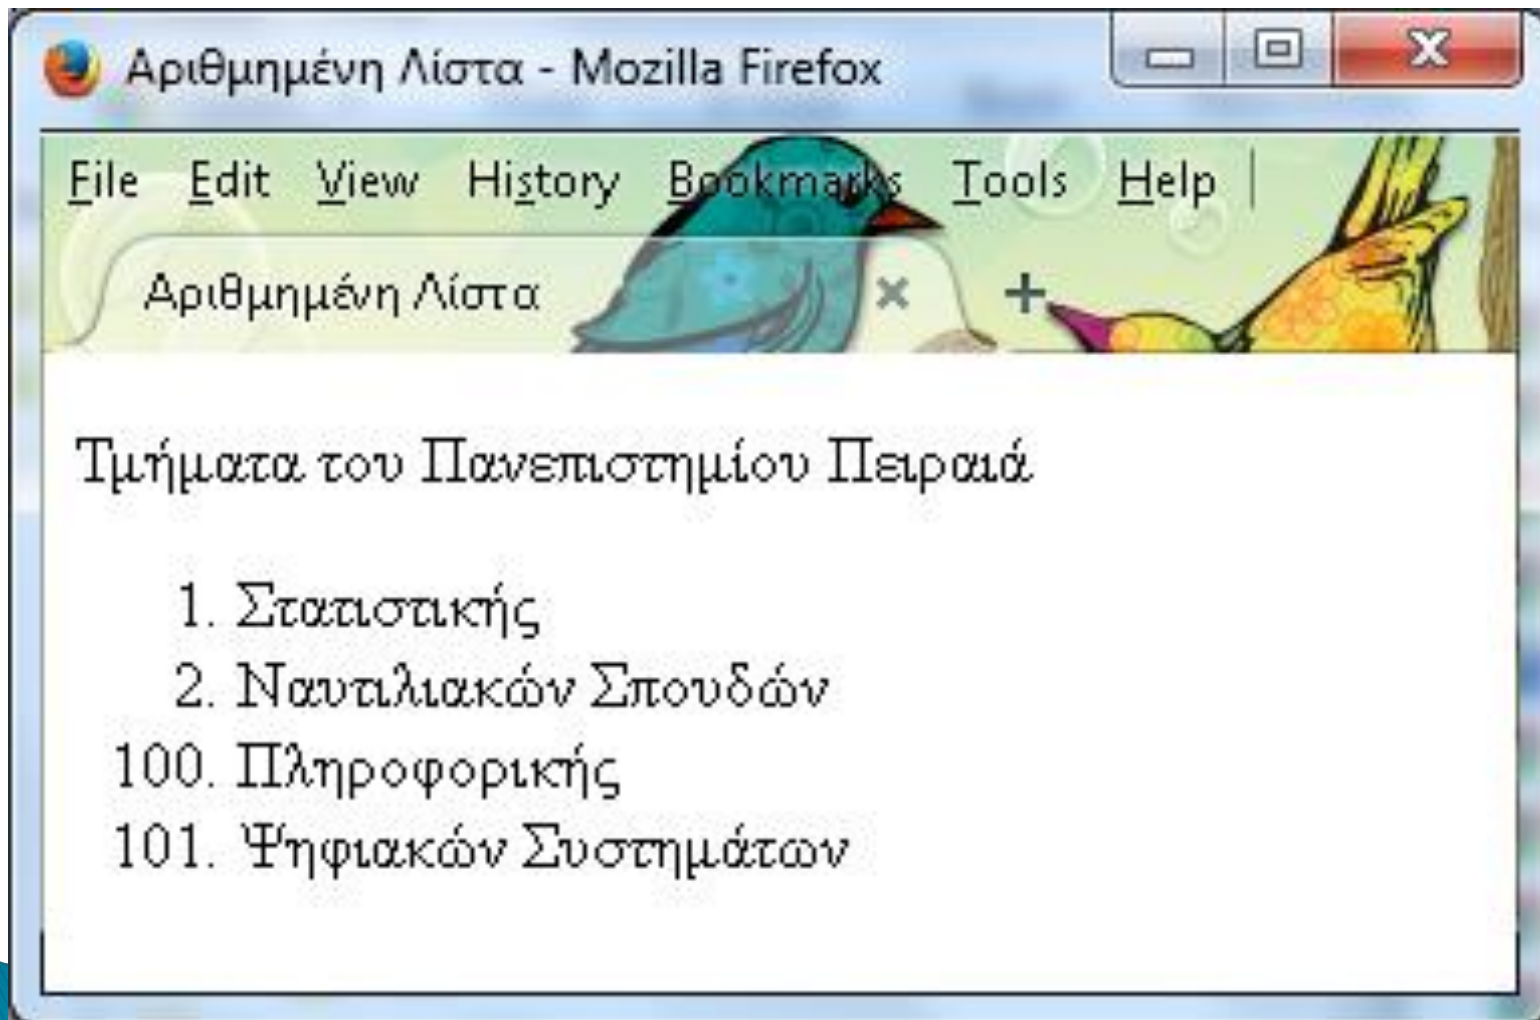 Αριθμημένη Λίστα - Mozilla Firefox
File Edit View History Bookmarks Tools Help
Αριθμημένη Λίστα
Τμήματα του Πανεπιστημίου Πειραιά
1. Στατιστικής
2. Ναυτιλιακών Σπουδών
100. Πληροφορικής
101. Ψηφιακών Συστημάτων